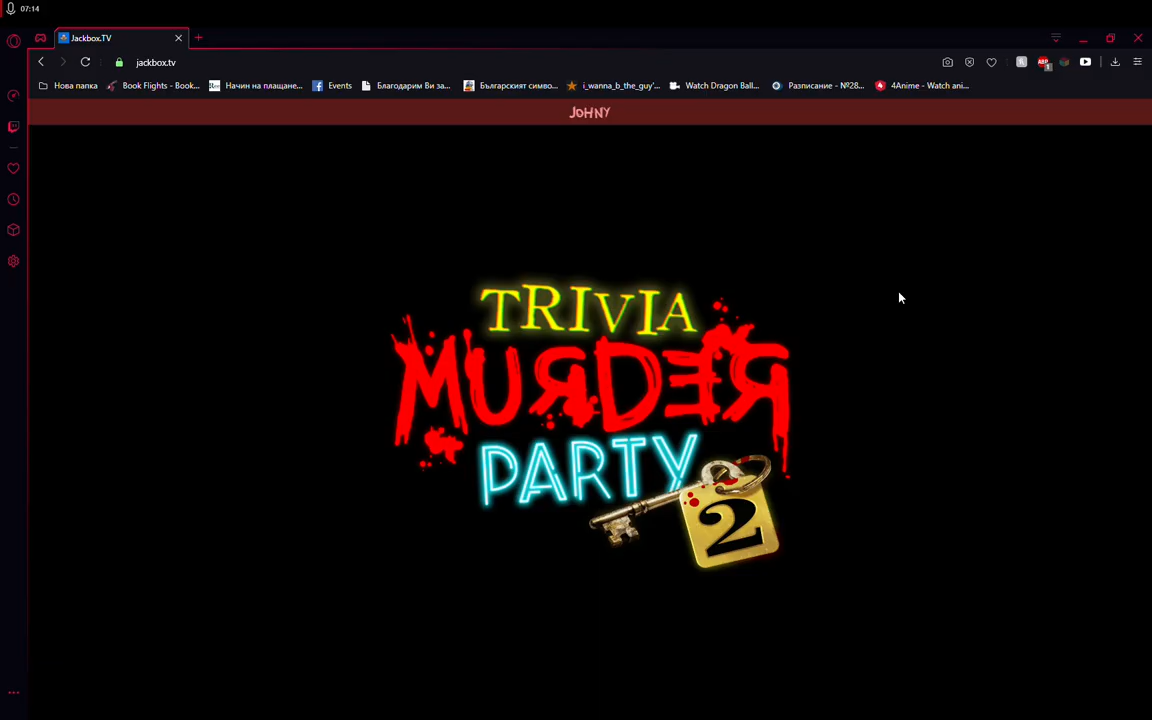 07:14
Jackbox.TV
jackbox.tv
Нова папка Book Flights - Book... Начин на плащане... Events Благодарим Ви за... Българският симво... i_wanna_b_the_guy'... Watch Dragon Ball... Разписание - №28... 4Anime - Watch ani...
JOHNY
TRIVIA
MURDER
PARTY
2